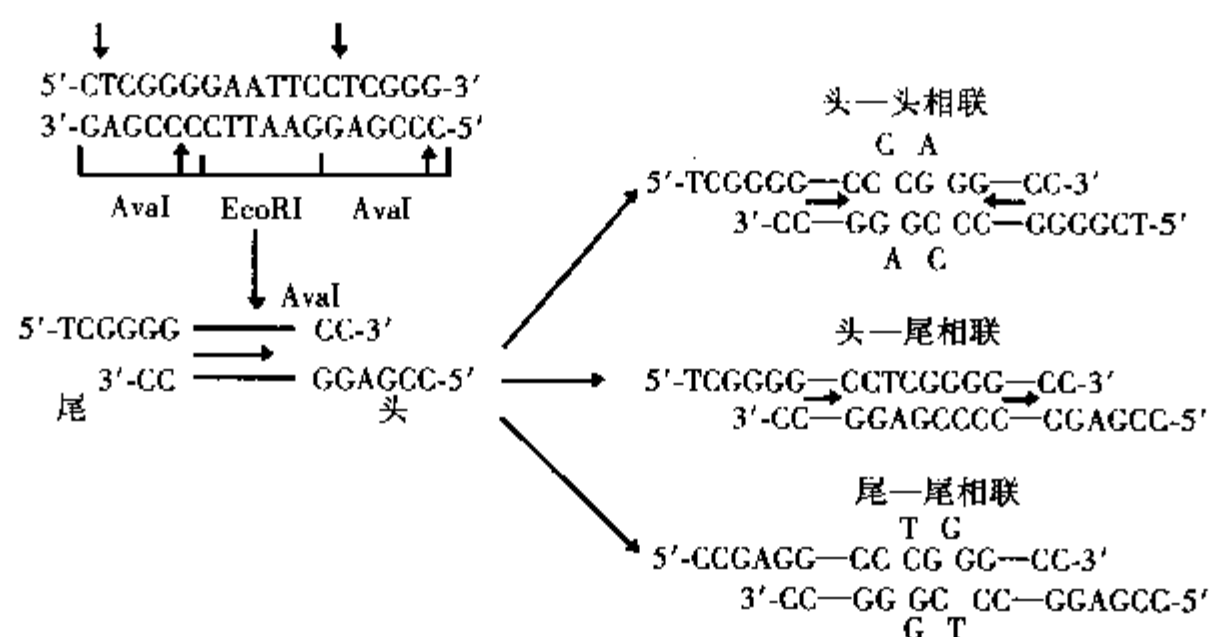 5′-CTCGGGGGAATTCCTCGGG-3′
3′-GAGCCCCCTTAAGGAGCCC-5′
AvaI EcoRI AvaI
AvaI
5′-TCGGGG CC-3′
3′-CC GGAGCC-5′
尾 头
头—头相联
G A
5′-TCGGGG—CC CG GG—CC-3′
3′-CC—GG GC CC—GGGGCT-5′
A C
头—尾相联
5′-TCGGGG—CCTCGGGG—CC-3′
3′-CC—GGAGCCCC—GGAGCC-5′
尾—尾相联
T G
5′-CCGAGG—CC CG GG—CC-3′
3′-CC—GG GC CC—GGAGCC-5′
G T